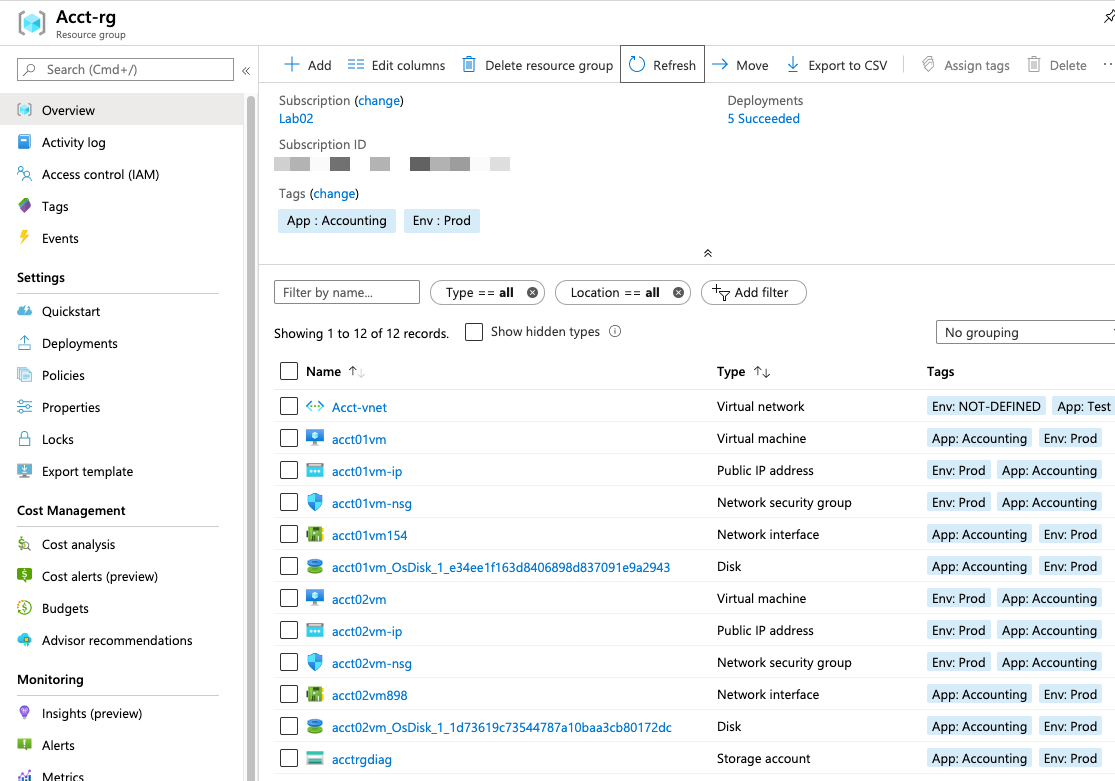 Acct-rg
Resource group
Search (Cmd+/)
«
Overview
Activity log
Access control (IAM)
Tags
Events
Settings
Quickstart
Deployments
Policies
Properties
Locks
Export template
Cost Management
Cost analysis
Cost alerts (preview)
Budgets
Advisor recommendations
Monitoring
Insights (preview)
Alerts
Metrics
Add Edit columns Delete resource group Refresh Move Export to CSV Assign tags Delete ...
Subscription (change) Deployments
Lab02 5 Succeeded
Subscription ID
Tags (change)
App : Accounting Env : Prod
Filter by name... Type == all Location == all Add filter
Showing 1 to 12 of 12 records. Show hidden types No grouping
Name Type Tags
Acct-vnet Virtual network Env: NOT-DEFINED App: Test
acct01vm Virtual machine App: Accounting Env: Prod
acct01vm-ip Public IP address Env: Prod App: Accounting
acct01vm-nsg Network security group Env: Prod App: Accounting
acct01vm154 Network interface App: Accounting Env: Prod
acct01vm_OsDisk_1_e34ee1f163d8406898d837091e9a2943 Disk App: Accounting Env: Prod
acct02vm Virtual machine Env: Prod App: Accounting
acct02vm-ip Public IP address Env: Prod App: Accounting
acct02vm-nsg Network security group Env: Prod App: Accounting
acct02vm898 Network interface App: Accounting Env: Prod
acct02vm_OsDisk_1_1d73619c73544787a10baa3cb80172dc Disk App: Accounting Env: Prod
acctrgdiag Storage account App: Accounting Env: Prod